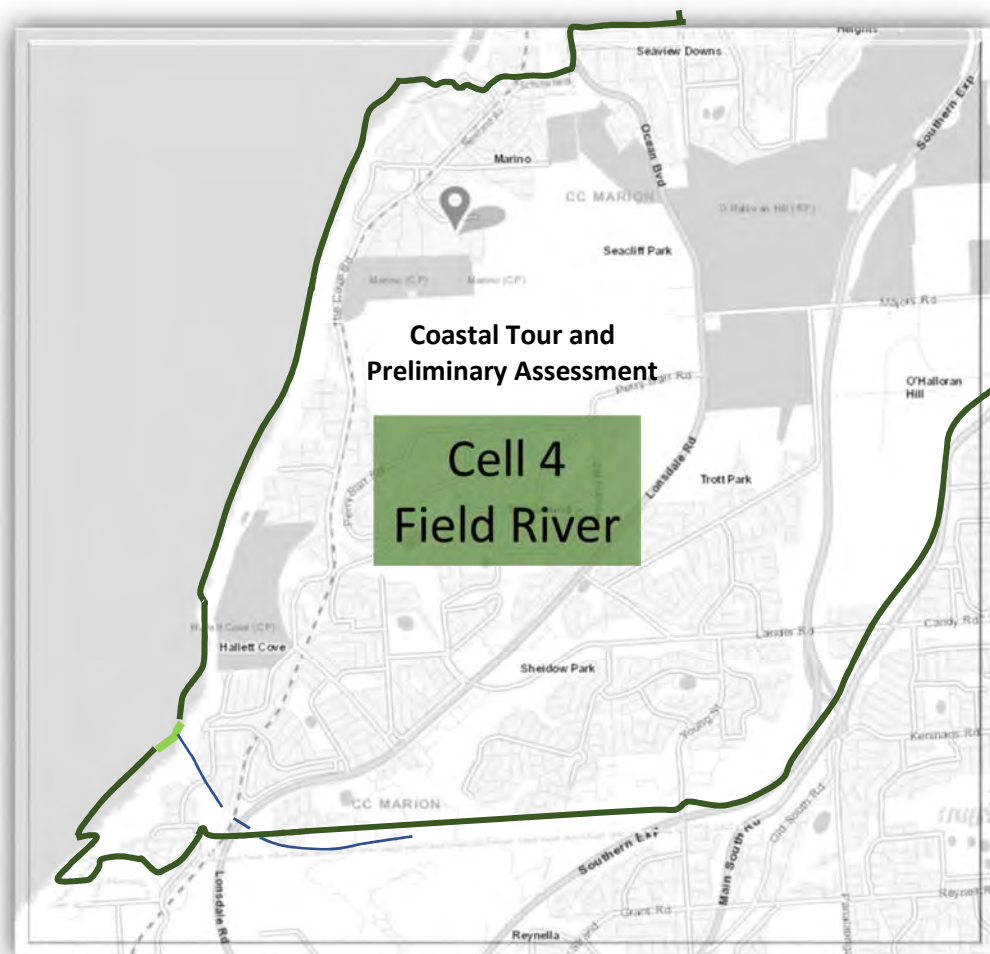 Heights
Seaview Downs
Southern Exp
Ocean Blvd
Marino
CC MARION
O'Halloran Hill (RP)
Seacliff Park
Marino (CP)
Marino (CP)
The Cove Rd
Majors Rd
Coastal Tour and
Preliminary Assessment
Perry Barr Rd
O'Halloran
Hill
Cell 4
Field River
Lonsdale Rd
Trott Park
Perry Barr Rd
Hallett Cove (CP)
Hallett Cove
Lander Rd
Candy Rd
Sheidow Park
Young St
Kenihans Rd
CC MARION
Old South Rd
Southern Exp
Main South Rd
Lonsdale Rd
Grant Rd
Reynell R
Reynella